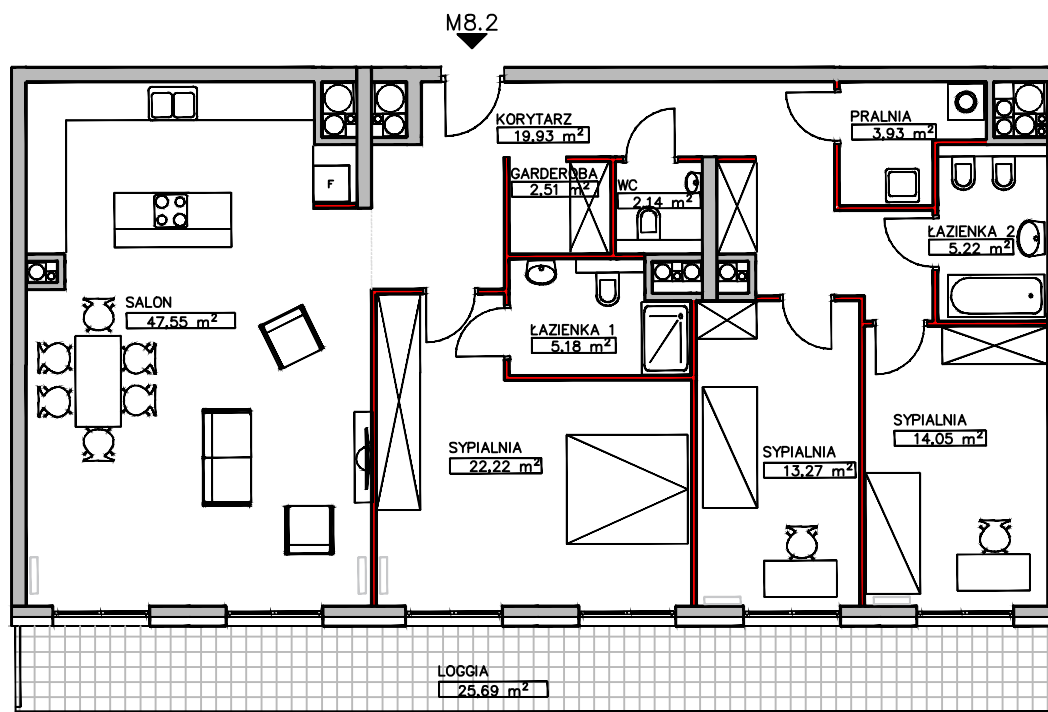 M8.2
KORYTARZ
19.93 m²
PRALNIA
3.93 m²
GARDEROBA
2.51 m²
WC
2.14 m²
F
ŁAZIENKA 2
5.22 m²
SALON
47.55 m²
ŁAZIENKA 1
5.18 m²
SYPIALNIA
22.22 m²
SYPIALNIA
13.27 m²
SYPIALNIA
14.05 m²
LOGGIA
25.69 m²